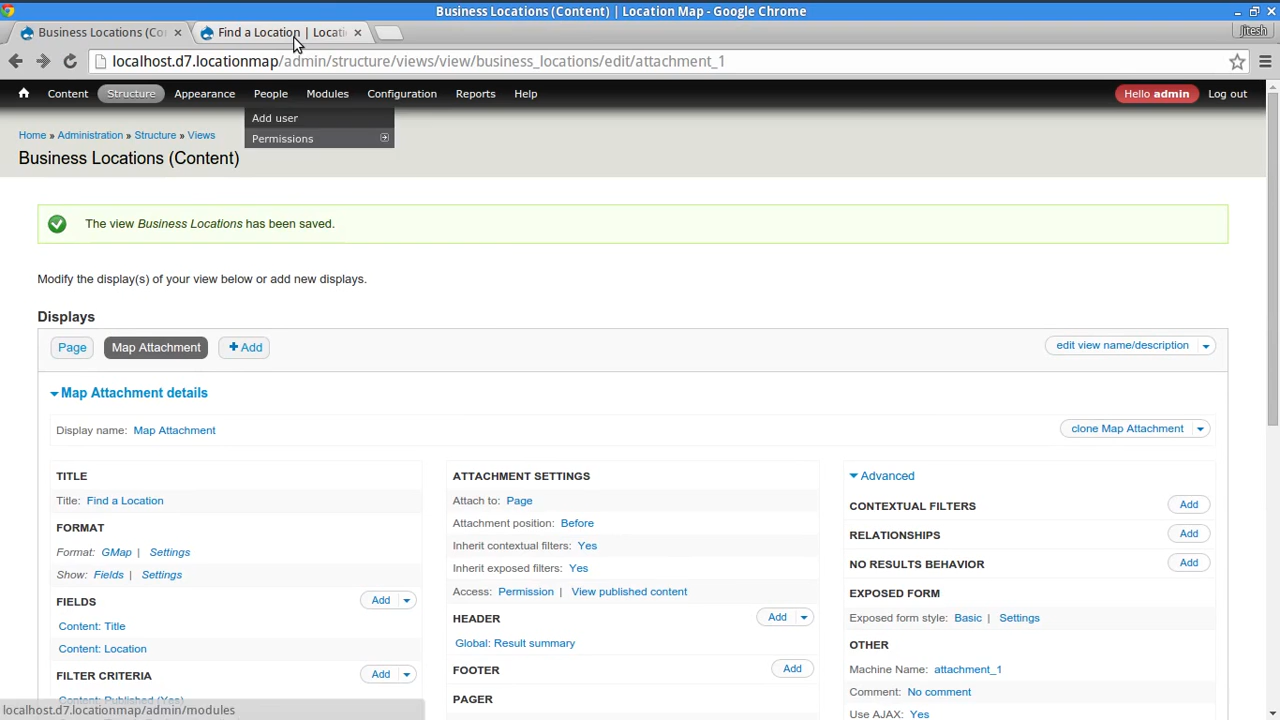 Business Locations (Content) | Location Map - Google Chrome
Business Locations (Co
Find a Location | Locati
Jitesh
localhost.d7.locationmap/admin/structure/views/view/business_locations/edit/attachment_1
Content Structure Appearance People Modules Configuration Reports Help Hello admin Log out
Add user
Permissions
Home » Administration » Structure » Views
Business Locations (Content)
The view Business Locations has been saved.
Modify the display(s) of your view below or add new displays.
Displays
Page Map Attachment + Add edit view name/description
Map Attachment details
Display name: Map Attachment clone Map Attachment
TITLE
Title: Find a Location
FORMAT
Format: GMap | Settings
Show: Fields | Settings
FIELDS Add
Content: Title
Content: Location
FILTER CRITERIA Add
Content: Published (Yes)
ATTACHMENT SETTINGS
Attach to: Page
Attachment position: Before
Inherit contextual filters: Yes
Inherit exposed filters: Yes
Access: Permission | View published content
HEADER Add
Global: Result summary
FOOTER Add
PAGER
Advanced
CONTEXTUAL FILTERS Add
RELATIONSHIPS Add
NO RESULTS BEHAVIOR Add
EXPOSED FORM
Exposed form style: Basic | Settings
OTHER
Machine Name: attachment_1
Comment: No comment
Use AJAX: Yes
localhost.d7.locationmap/admin/modules